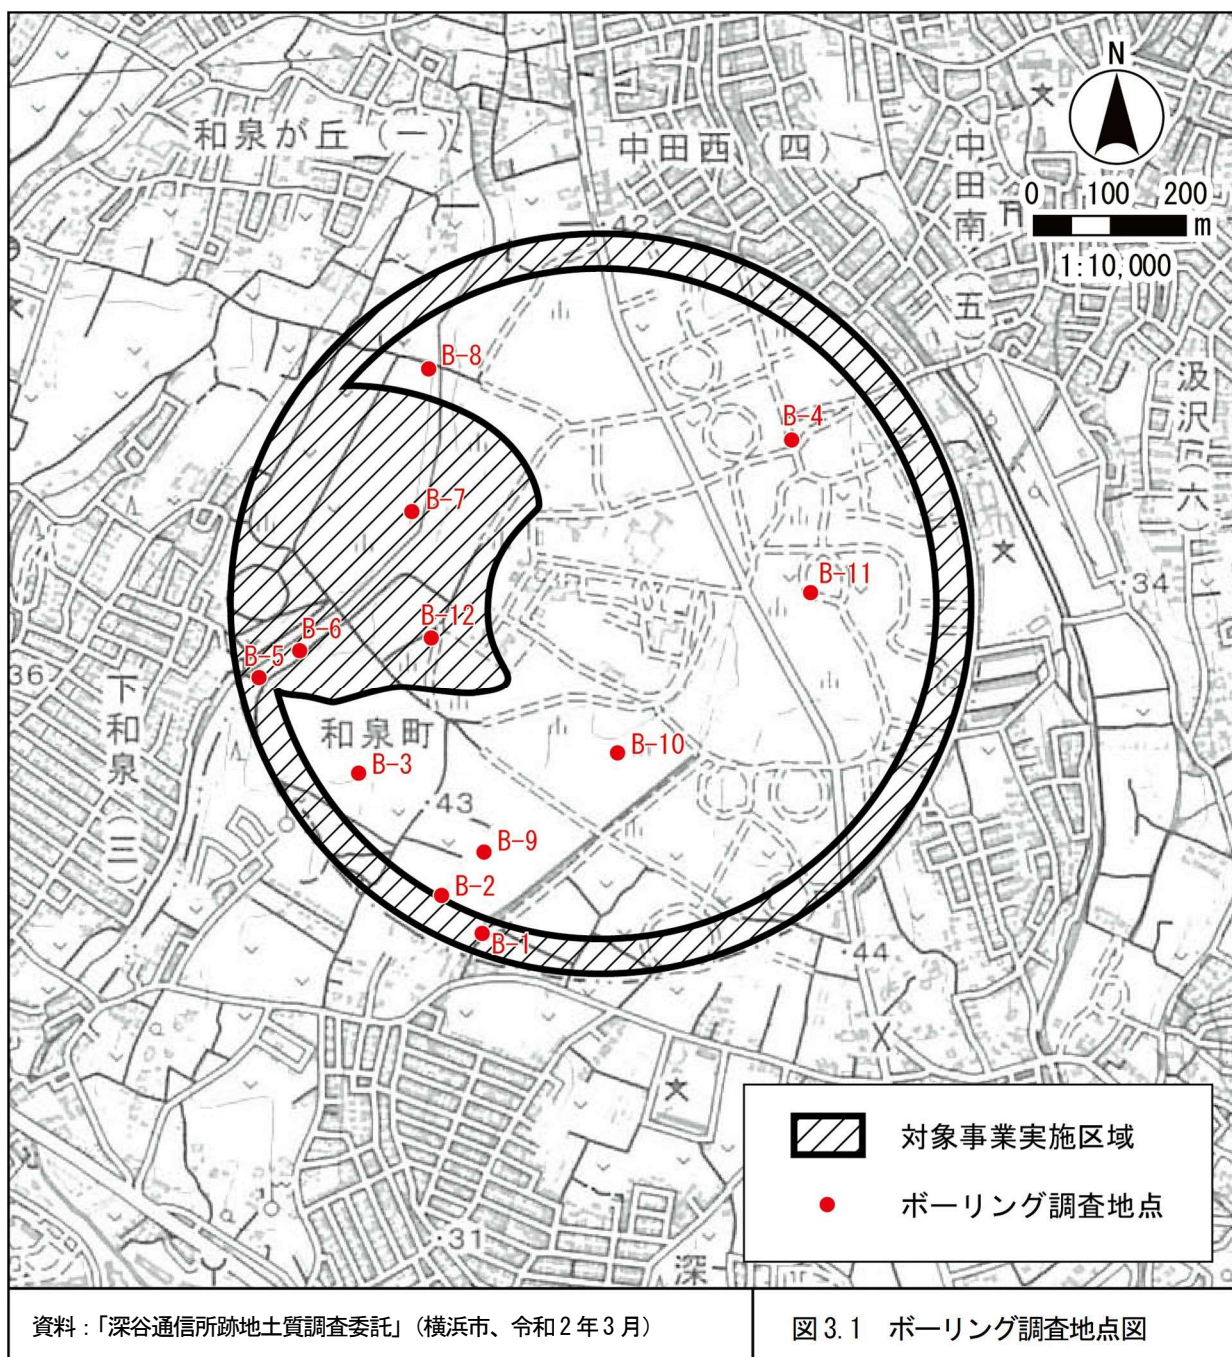 和泉が丘(一)
中田西(四)
中田南(五)
N
0 100 200
m
1:10,000
42
B-8
汲沢(六)
B-4
B-7
B-11
34
B-12
B-6
B-5
36
下和泉(三)
和泉町
B-10
B-3
43
B-9
B-2
B-1
44
対象事業実施区域
ボーリング調査地点
31
深
資料：「深谷通信所跡地土質調査委託」（横浜市、令和2年3月）
図3.1 ボーリング調査地点図